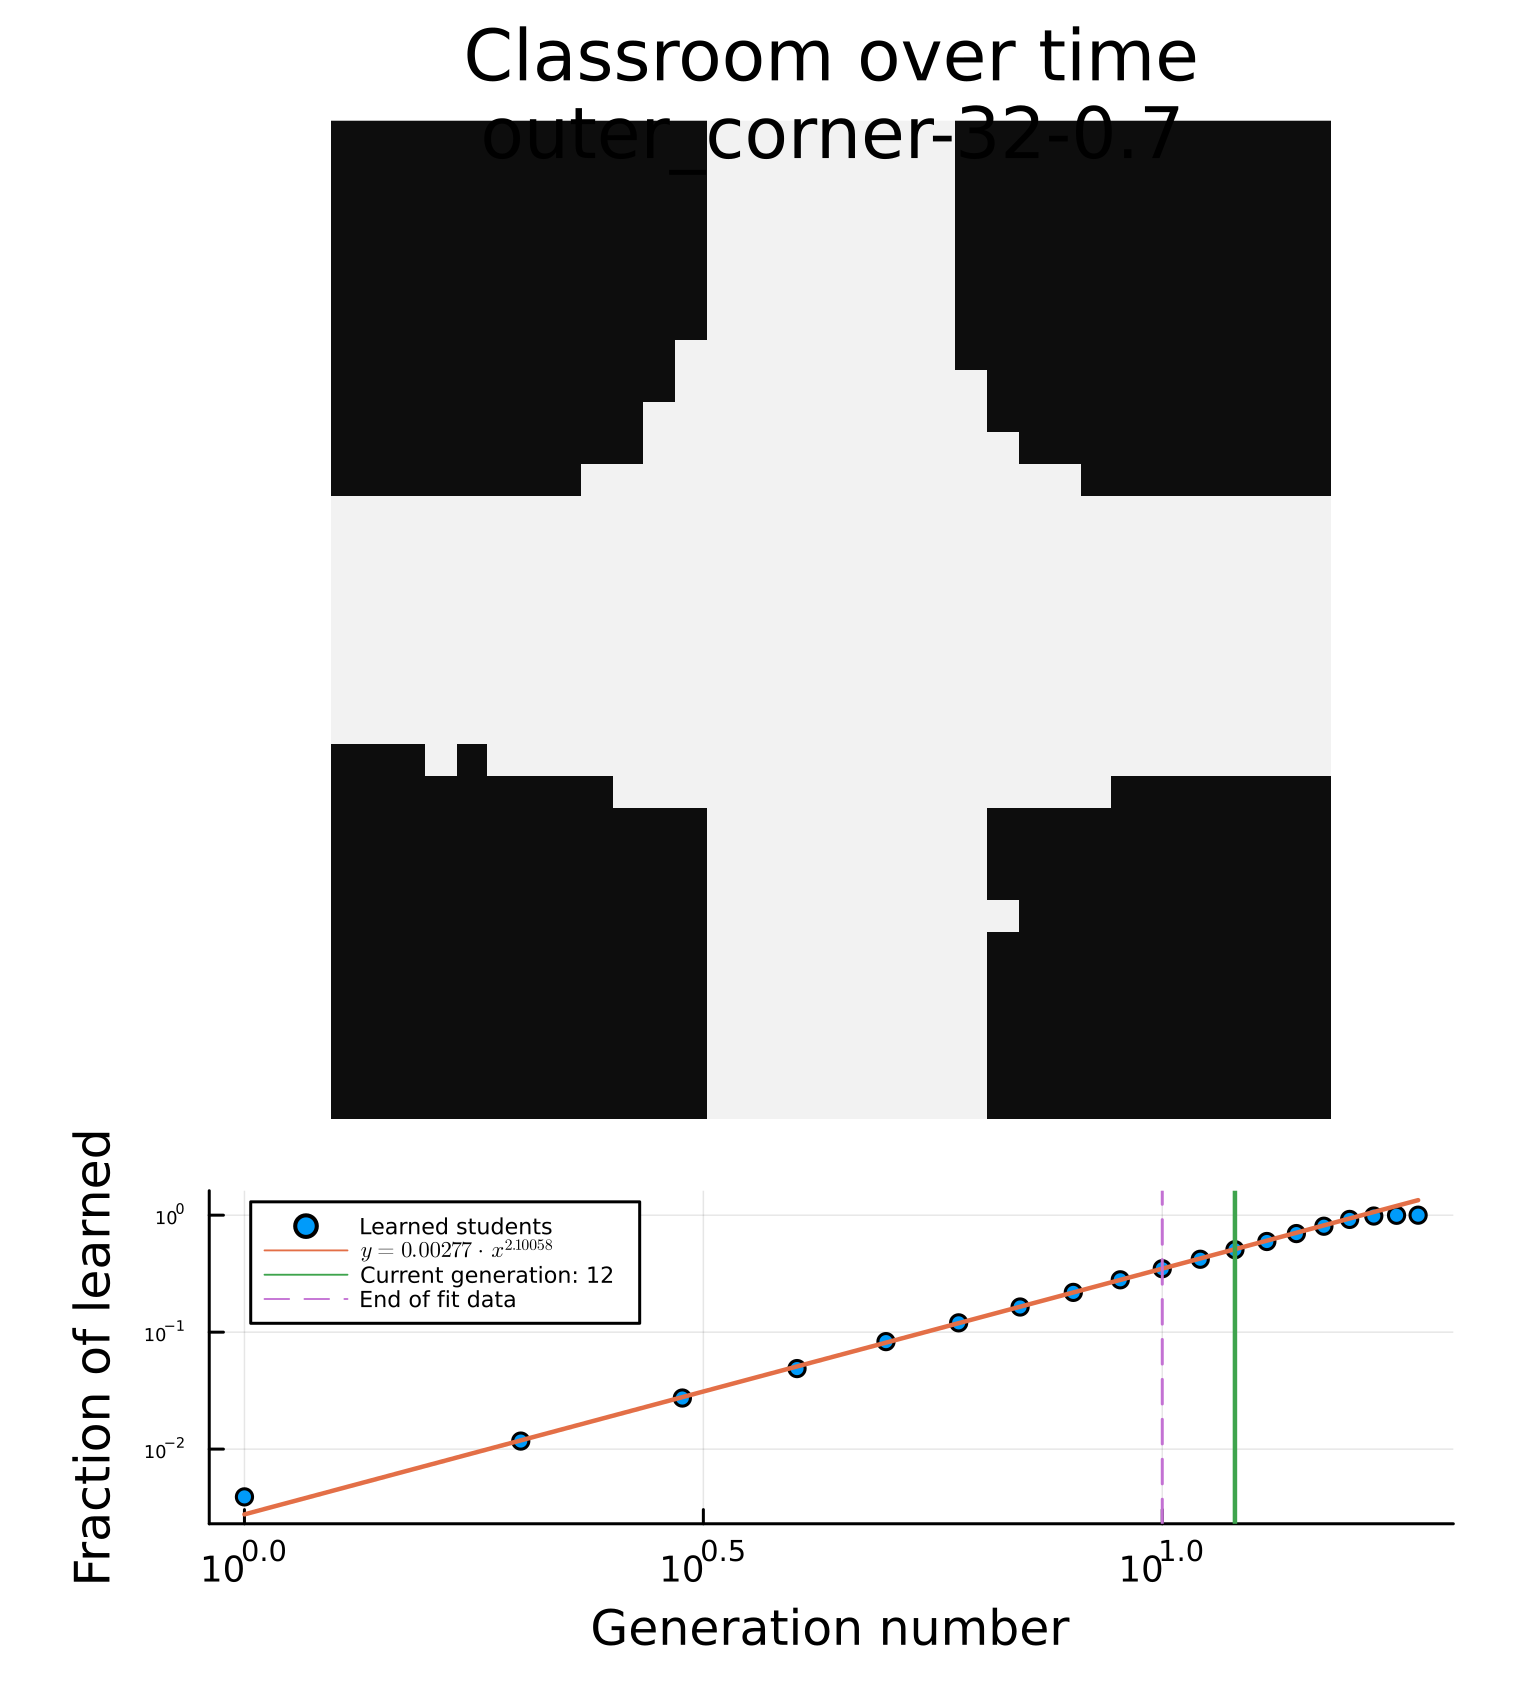 Classroom over time
outer_corner-32-0.7
Fraction of learned
10⁰
10⁻¹
10⁻²
Learned students
y = 0.00277 · x^2.10058
Current generation: 12
End of fit data
10^0.0
10^0.5
10^1.0
Generation number